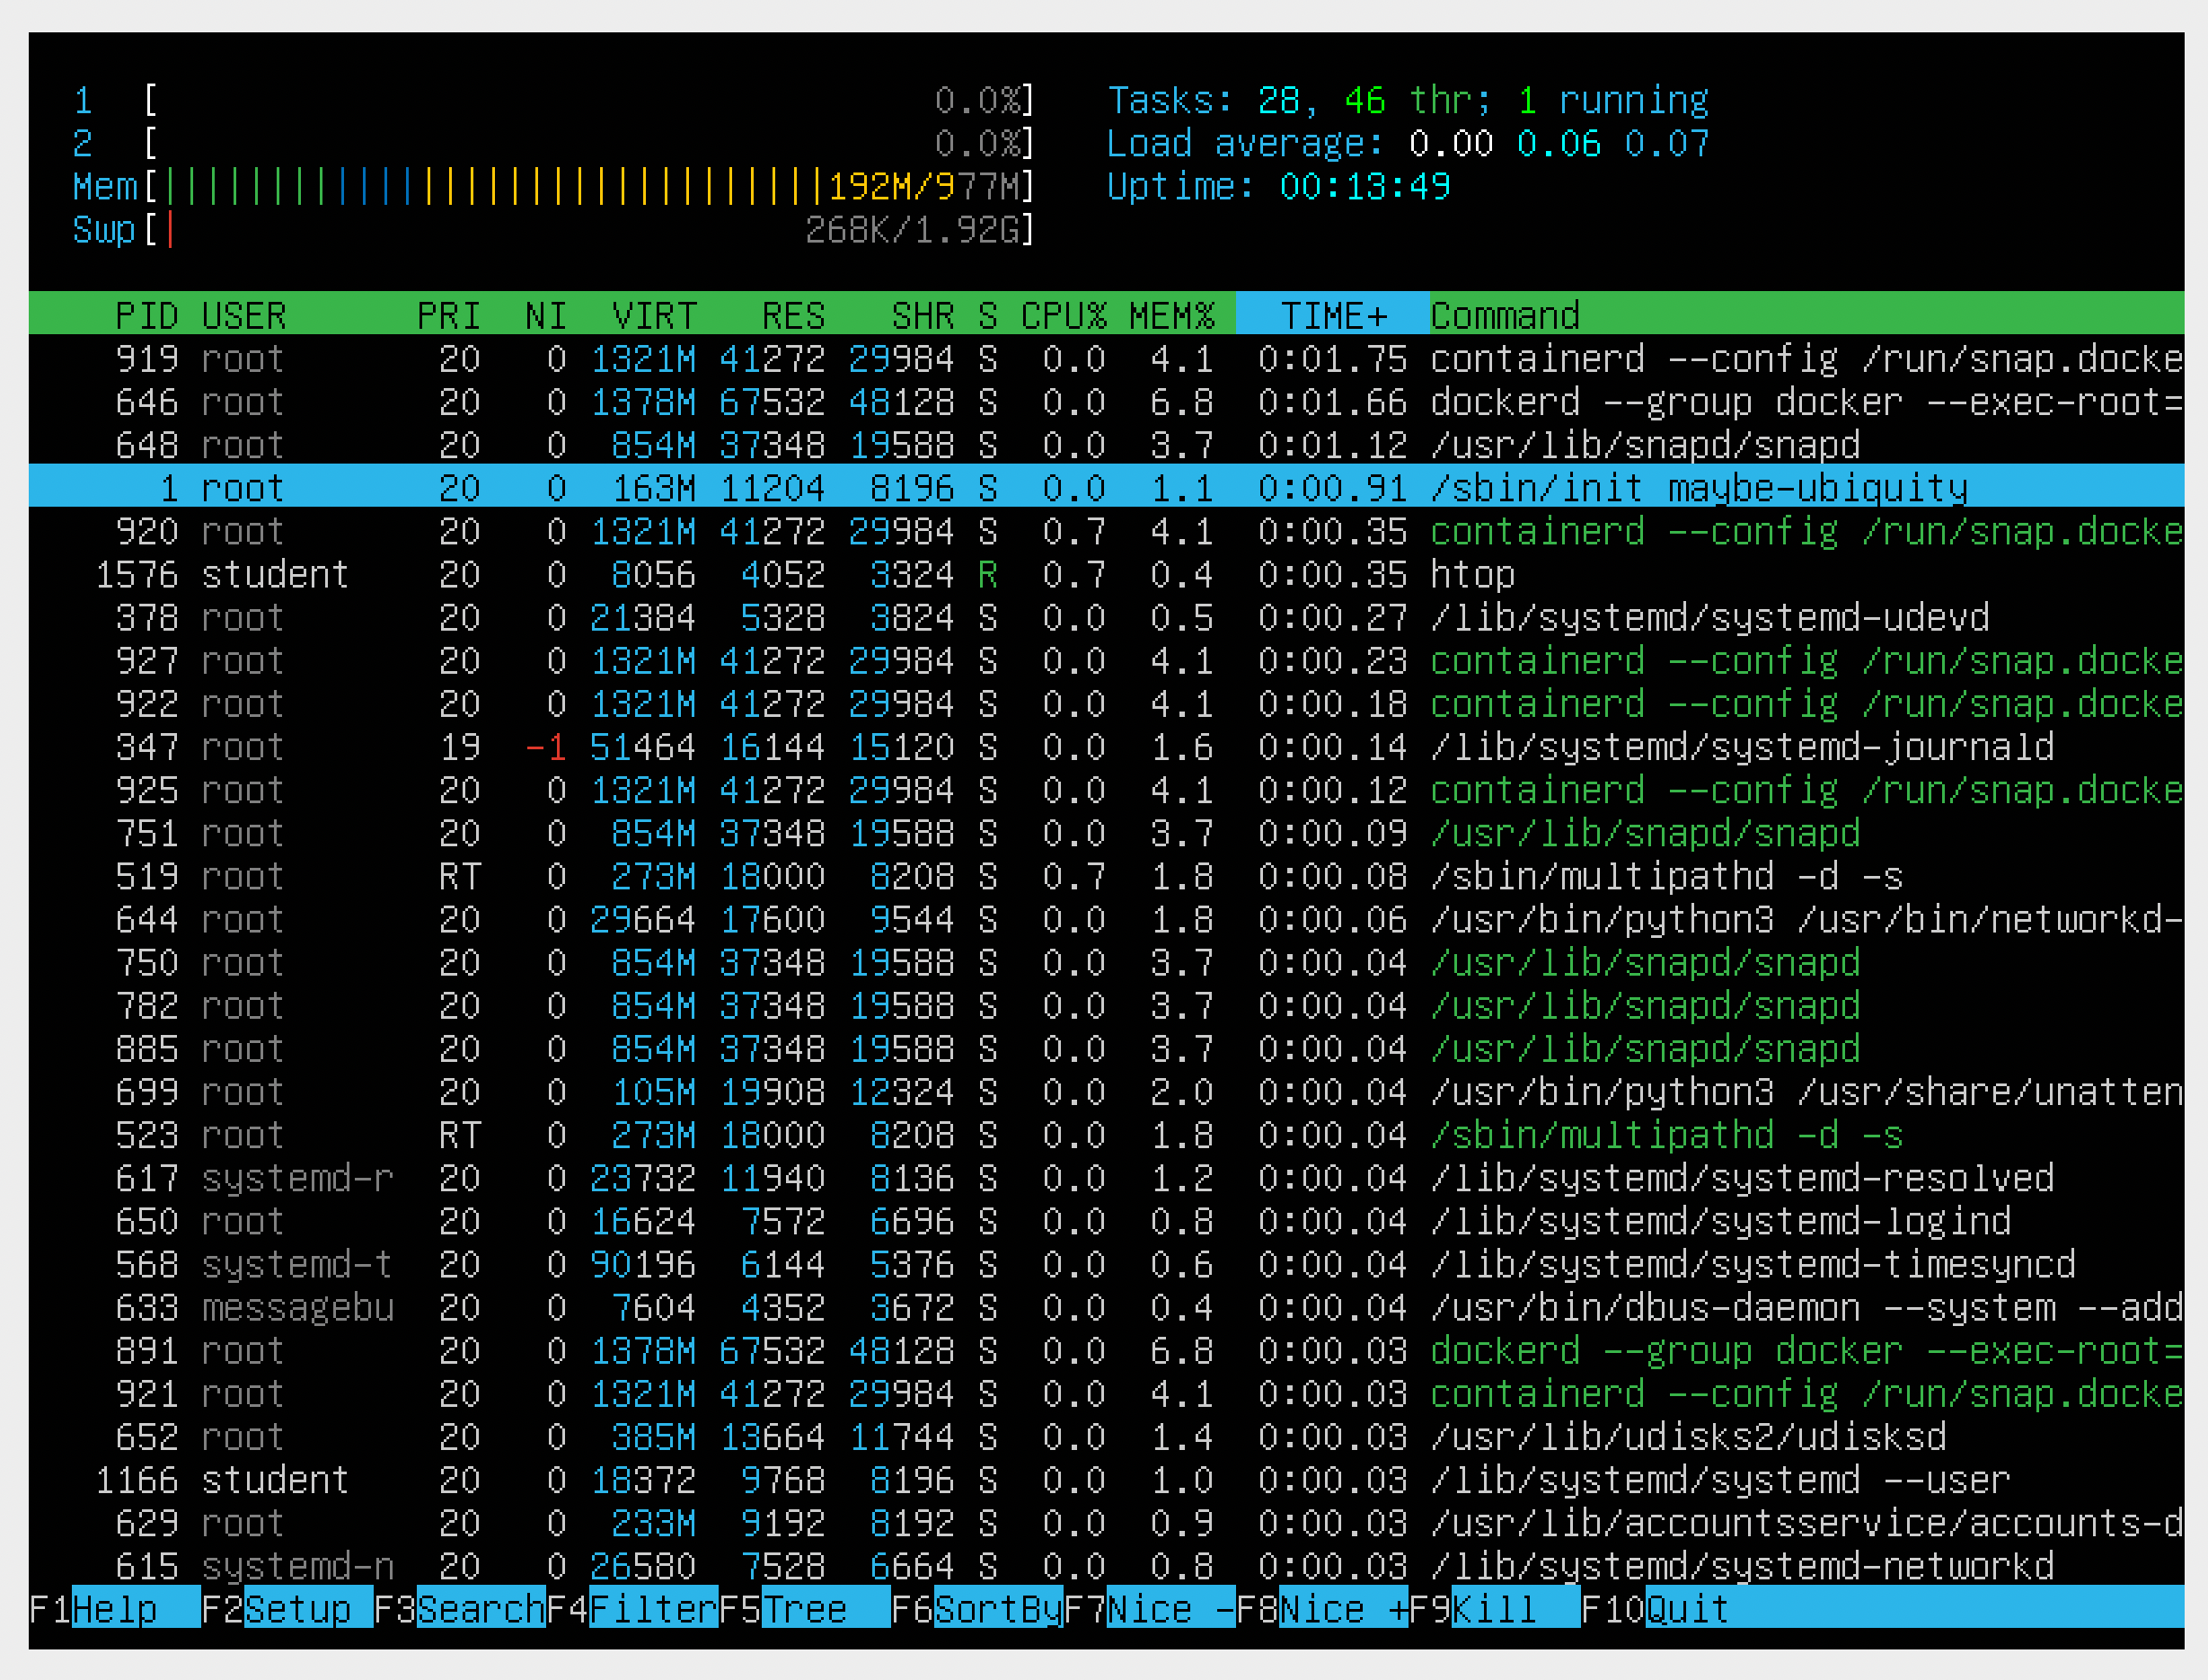 1 [ 0.0%] Tasks: 28, 46 thr; 1 running
2 [ 0.0%] Load average: 0.00 0.06 0.07
Mem[|||||||||||||||||||||||||||||||192M/977M] Uptime: 00:13:49
Swp[| 268K/1.92G]
PID USER PRI NI VIRT RES SHR S CPU% MEM% TIME+ Command
919 root 20 0 1321M 41272 29984 S 0.0 4.1 0:01.75 containerd --config /run/snap.docke
646 root 20 0 1378M 67532 48128 S 0.0 6.8 0:01.66 dockerd --group docker --exec-root=
648 root 20 0 854M 37348 19588 S 0.0 3.7 0:01.12 /usr/lib/snapd/snapd
1 root 20 0 163M 11204 8196 S 0.0 1.1 0:00.91 /sbin/init maybe-ubiquity
920 root 20 0 1321M 41272 29984 S 0.7 4.1 0:00.35 containerd --config /run/snap.docke
1576 student 20 0 8056 4052 3324 R 0.7 0.4 0:00.35 htop
378 root 20 0 21384 5328 3824 S 0.0 0.5 0:00.27 /lib/systemd/systemd-udevd
927 root 20 0 1321M 41272 29984 S 0.0 4.1 0:00.23 containerd --config /run/snap.docke
922 root 20 0 1321M 41272 29984 S 0.0 4.1 0:00.18 containerd --config /run/snap.docke
347 root 19 -1 51464 16144 15120 S 0.0 1.6 0:00.14 /lib/systemd/systemd-journald
925 root 20 0 1321M 41272 29984 S 0.0 4.1 0:00.12 containerd --config /run/snap.docke
751 root 20 0 854M 37348 19588 S 0.0 3.7 0:00.09 /usr/lib/snapd/snapd
519 root RT 0 273M 18000 8208 S 0.7 1.8 0:00.08 /sbin/multipathd -d -s
644 root 20 0 29664 17600 9544 S 0.0 1.8 0:00.06 /usr/bin/python3 /usr/bin/networkd-
750 root 20 0 854M 37348 19588 S 0.0 3.7 0:00.04 /usr/lib/snapd/snapd
782 root 20 0 854M 37348 19588 S 0.0 3.7 0:00.04 /usr/lib/snapd/snapd
885 root 20 0 854M 37348 19588 S 0.0 3.7 0:00.04 /usr/lib/snapd/snapd
699 root 20 0 105M 19908 12324 S 0.0 2.0 0:00.04 /usr/bin/python3 /usr/share/unatten
523 root RT 0 273M 18000 8208 S 0.0 1.8 0:00.04 /sbin/multipathd -d -s
617 systemd-r 20 0 23732 11940 8136 S 0.0 1.2 0:00.04 /lib/systemd/systemd-resolved
650 root 20 0 16624 7572 6696 S 0.0 0.8 0:00.04 /lib/systemd/systemd-logind
568 systemd-t 20 0 90196 6144 5376 S 0.0 0.6 0:00.04 /lib/systemd/systemd-timesyncd
633 messagebu 20 0 7604 4352 3672 S 0.0 0.4 0:00.04 /usr/bin/dbus-daemon --system --add
891 root 20 0 1378M 67532 48128 S 0.0 6.8 0:00.03 dockerd --group docker --exec-root=
921 root 20 0 1321M 41272 29984 S 0.0 4.1 0:00.03 containerd --config /run/snap.docke
652 root 20 0 385M 13664 11744 S 0.0 1.4 0:00.03 /usr/lib/udisks2/udisksd
1166 student 20 0 18372 9768 8196 S 0.0 1.0 0:00.03 /lib/systemd/systemd --user
629 root 20 0 233M 9192 8192 S 0.0 0.9 0:00.03 /usr/lib/accountsservice/accounts-d
615 systemd-n 20 0 26580 7528 6664 S 0.0 0.8 0:00.03 /lib/systemd/systemd-networkd
F1Help F2Setup F3SearchF4FilterF5Tree F6SortByF7Nice -F8Nice +F9Kill F10Quit